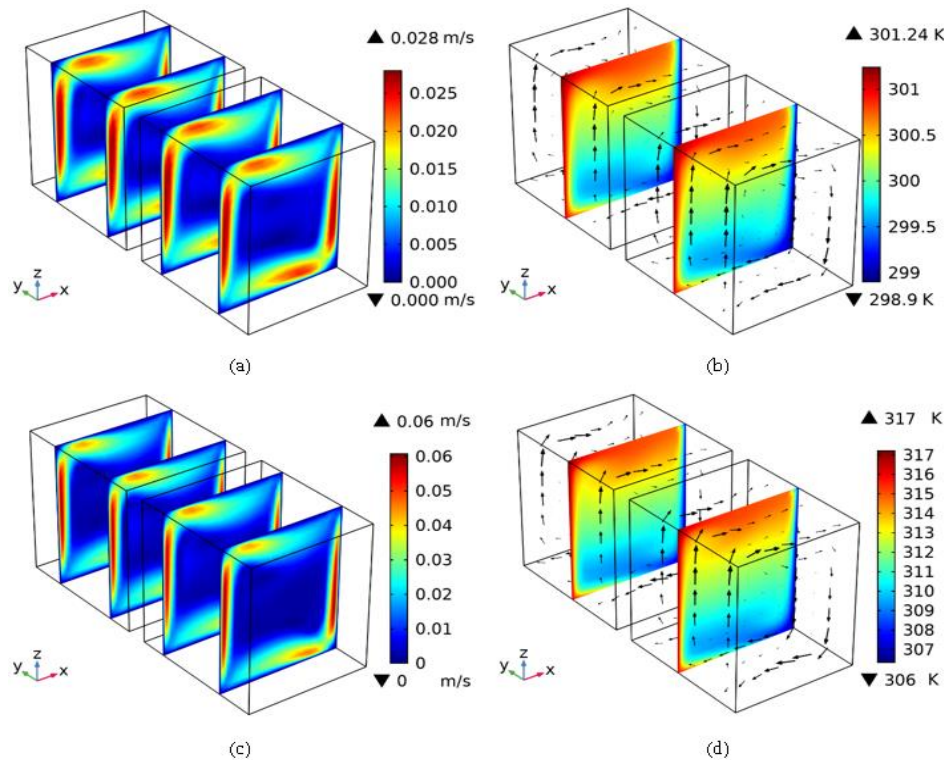 ▲ 0.028 m/s
0.025
0.020
0.015
0.010
0.005
0.000
▼ 0.000 m/s
z
y x
(a)
▲ 301.24 K
301
300.5
300
299.5
299
▼ 298.9 K
z
y x
(b)
▲ 0.06 m/s
0.06
0.05
0.04
0.03
0.02
0.01
0
▼ 0 m/s
z
y x
(c)
▲ 317 K
317
316
315
314
313
312
311
310
309
308
307
▼ 306 K
z
y x
(d)